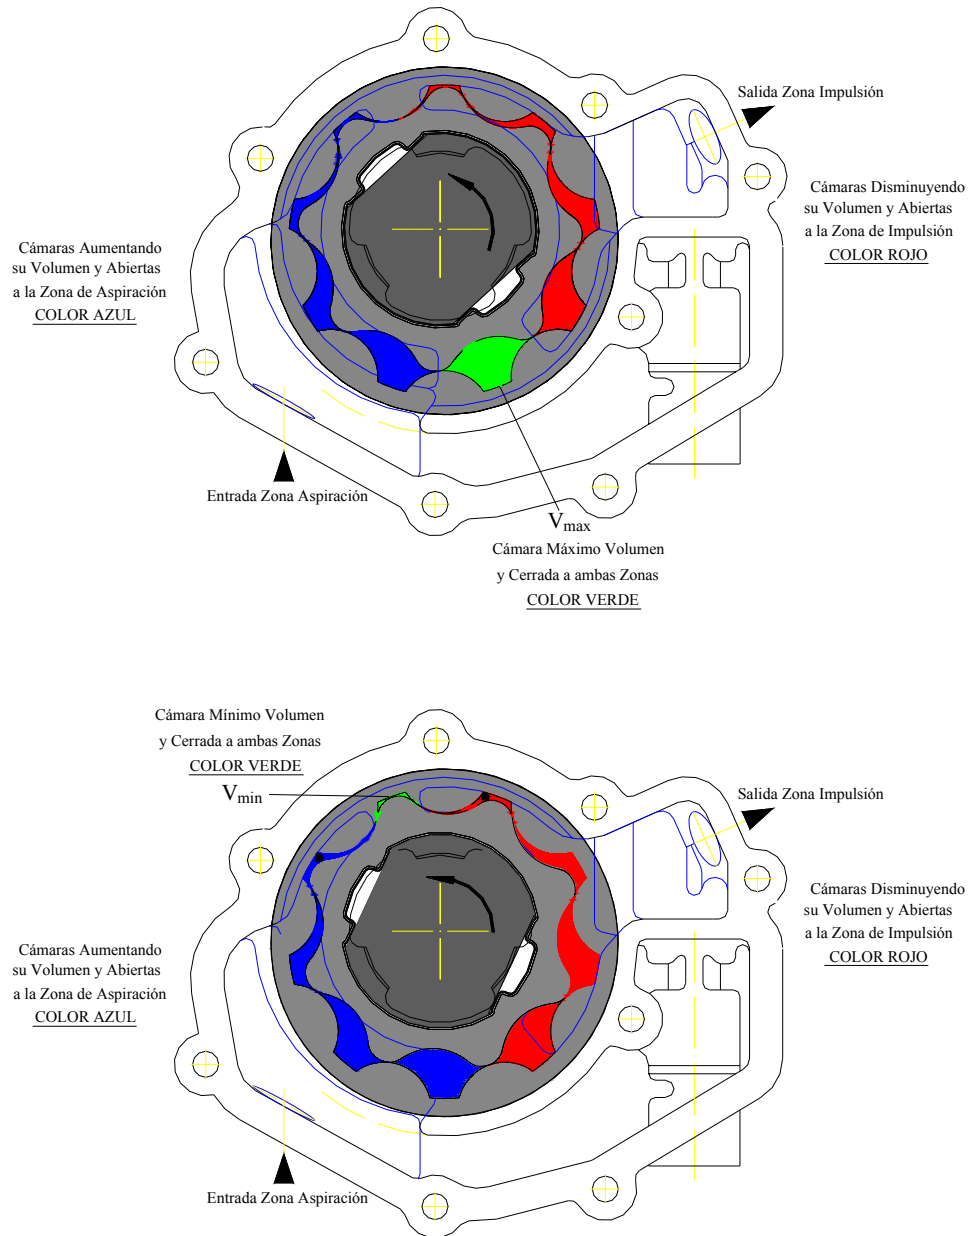 Salida Zona Impulsión
Cámaras Disminuyendo
su Volumen y Abiertas
a la Zona de Impulsión
COLOR ROJO
Cámaras Aumentando
su Volumen y Abiertas
a la Zona de Aspiración
COLOR AZUL
Entrada Zona Aspiración
Vmax
Cámara Máximo Volumen
y Cerrada a ambas Zonas
COLOR VERDE
Cámara Mínimo Volumen
y Cerrada a ambas Zonas
COLOR VERDE
Vmin
Salida Zona Impulsión
Cámaras Disminuyendo
su Volumen y Abiertas
a la Zona de Impulsión
COLOR ROJO
Cámaras Aumentando
su Volumen y Abiertas
a la Zona de Aspiración
COLOR AZUL
Entrada Zona Aspiración